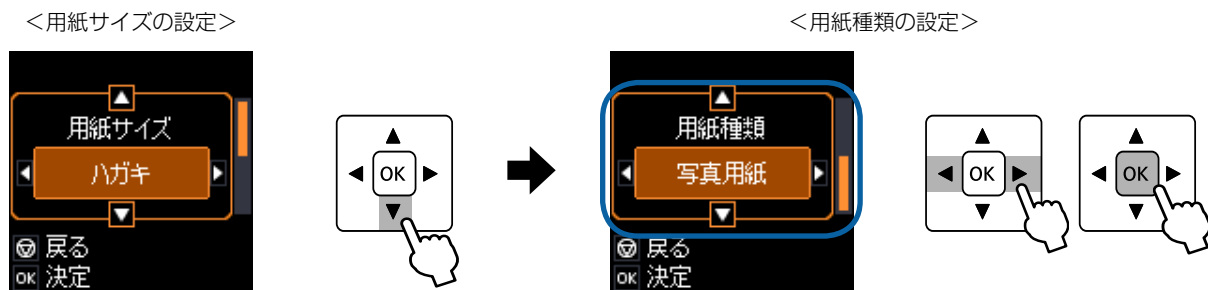 <用紙サイズの設定>
用紙サイズ
ハガキ
戻る
OK 決定
OK
<用紙種類の設定>
用紙種類
写真用紙
戻る
OK 決定
OK
OK